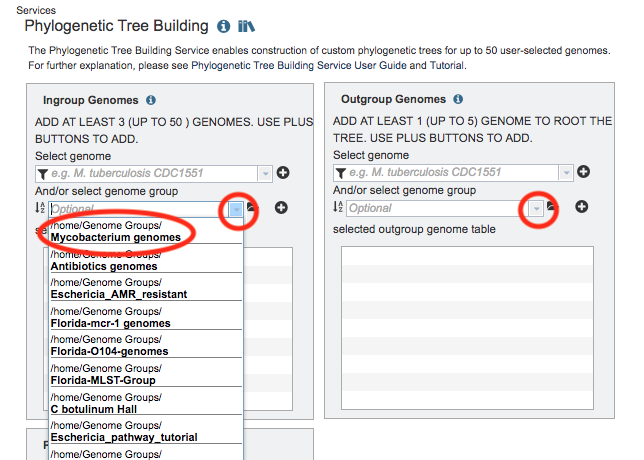 Services
Phylogenetic Tree Building
The Phylogenetic Tree Building Service enables construction of custom phylogenetic trees for up to 50 user-selected genomes.
For further explanation, please see Phylogenetic Tree Building Service User Guide and Tutorial.
Ingroup Genomes
ADD AT LEAST 3 (UP TO 50 ) GENOMES. USE PLUS
BUTTONS TO ADD.
Select genome
e.g. M. tuberculosis CDC1551
And/or select genome group
Optional
/home/Genome Groups/
Mycobacterium genomes
/home/Genome Groups/
Antibiotics genomes
/home/Genome Groups/
Eschericia_AMR_resistant
/home/Genome Groups/
Florida-mcr-1 genomes
/home/Genome Groups/
Florida-O104-genomes
/home/Genome Groups/
Florida-MLST-Group
/home/Genome Groups/
C botulinum Hall
/home/Genome Groups/
Eschericia_pathway_tutorial
/home/Genome Groups/
Outgroup Genomes
ADD AT LEAST 1 (UP TO 5) GENOME TO ROOT THE
TREE. USE PLUS BUTTONS TO ADD.
Select genome
e.g. M. tuberculosis CDC1551
And/or select genome group
Optional
selected outgroup genome table